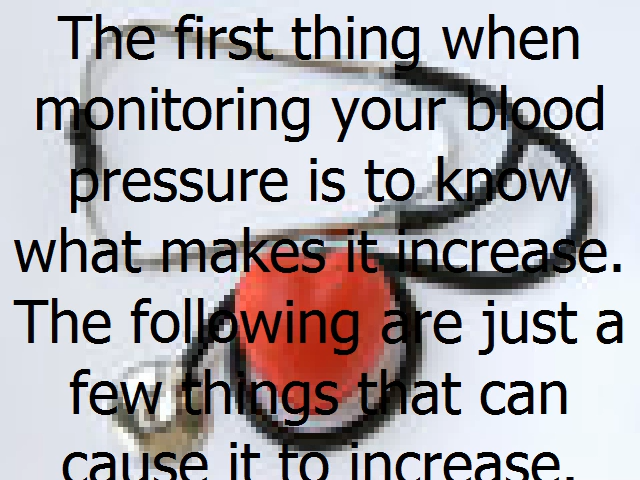 The first thing when
monitoring your blood
pressure is to know
what makes it increase.
The following are just a
few things that can
cause it to increase.